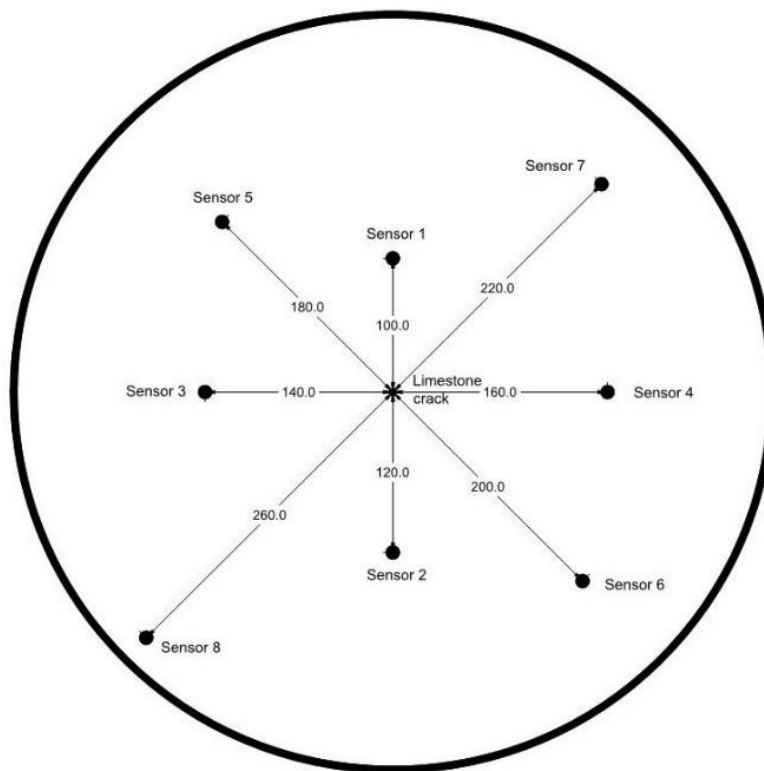 Sensor 7
Sensor 5
Sensor 1
220.0
180.0
100.0
Limestone
crack
Sensor 3
140.0
160.0
Sensor 4
120.0
200.0
260.0
Sensor 2
Sensor 6
Sensor 8